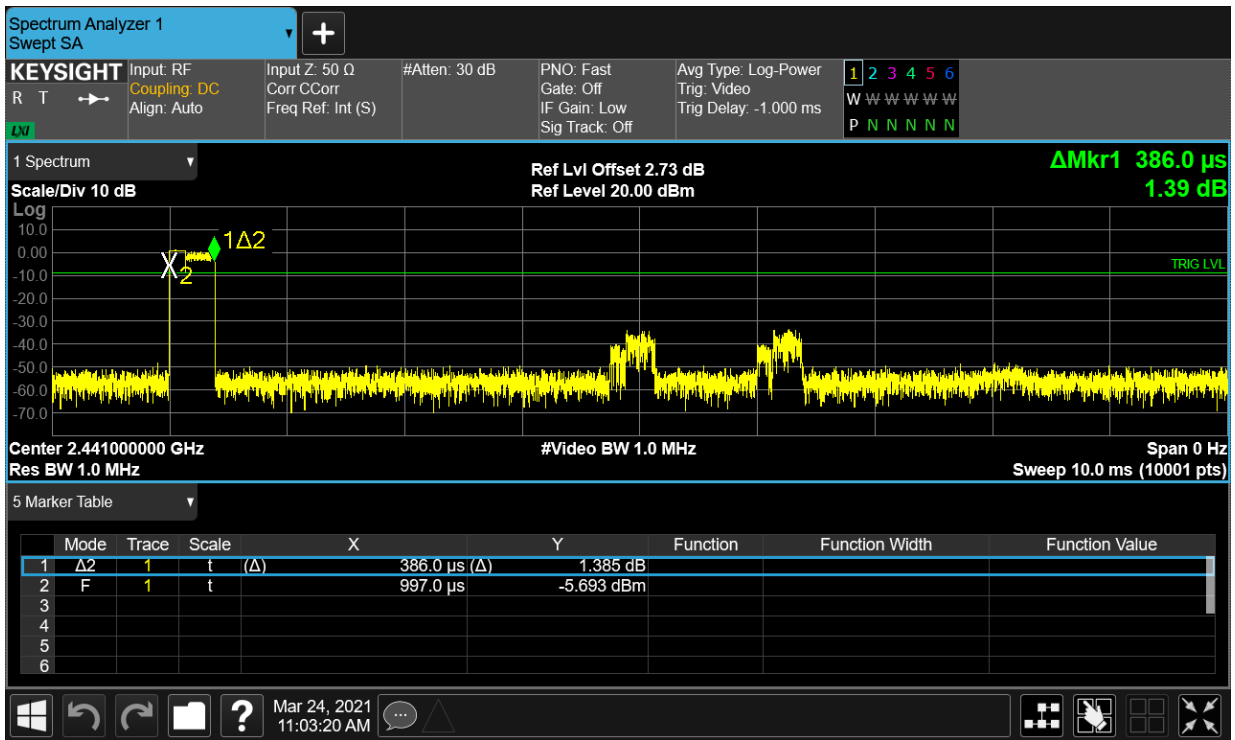 Spectrum Analyzer 1
Swept SA
KEYSIGHT Input: RF Input Z: 50 Ω #Atten: 30 dB PNO: Fast Avg Type: Log-Power 1 2 3 4 5 6
R T Coupling: DC Corr CCorr Gate: Off Trig: Video W W W W W W
Align: Auto Freq Ref: Int (S) IF Gain: Low Trig Delay: -1.000 ms P N N N N N
LXI Sig Track: Off
1 Spectrum Ref Lvl Offset 2.73 dB ΔMkr1 386.0 µs
Scale/Div 10 dB Ref Level 20.00 dBm 1.39 dB
Log
10.0
1Δ2
0.00
TRIG LVL
2
-10.0
-20.0
-30.0
-40.0
-50.0
-60.0
-70.0
Center 2.441000000 GHz #Video BW 1.0 MHz Span 0 Hz
Res BW 1.0 MHz Sweep 10.0 ms (10001 pts)
5 Marker Table
Mode Trace Scale X Y Function Function Width Function Value
1 Δ2 1 t (Δ) 386.0 µs (Δ) 1.385 dB
2 F 1 t 997.0 µs -5.693 dBm
3
4
5
6
? Mar 24, 2021
11:03:20 AM